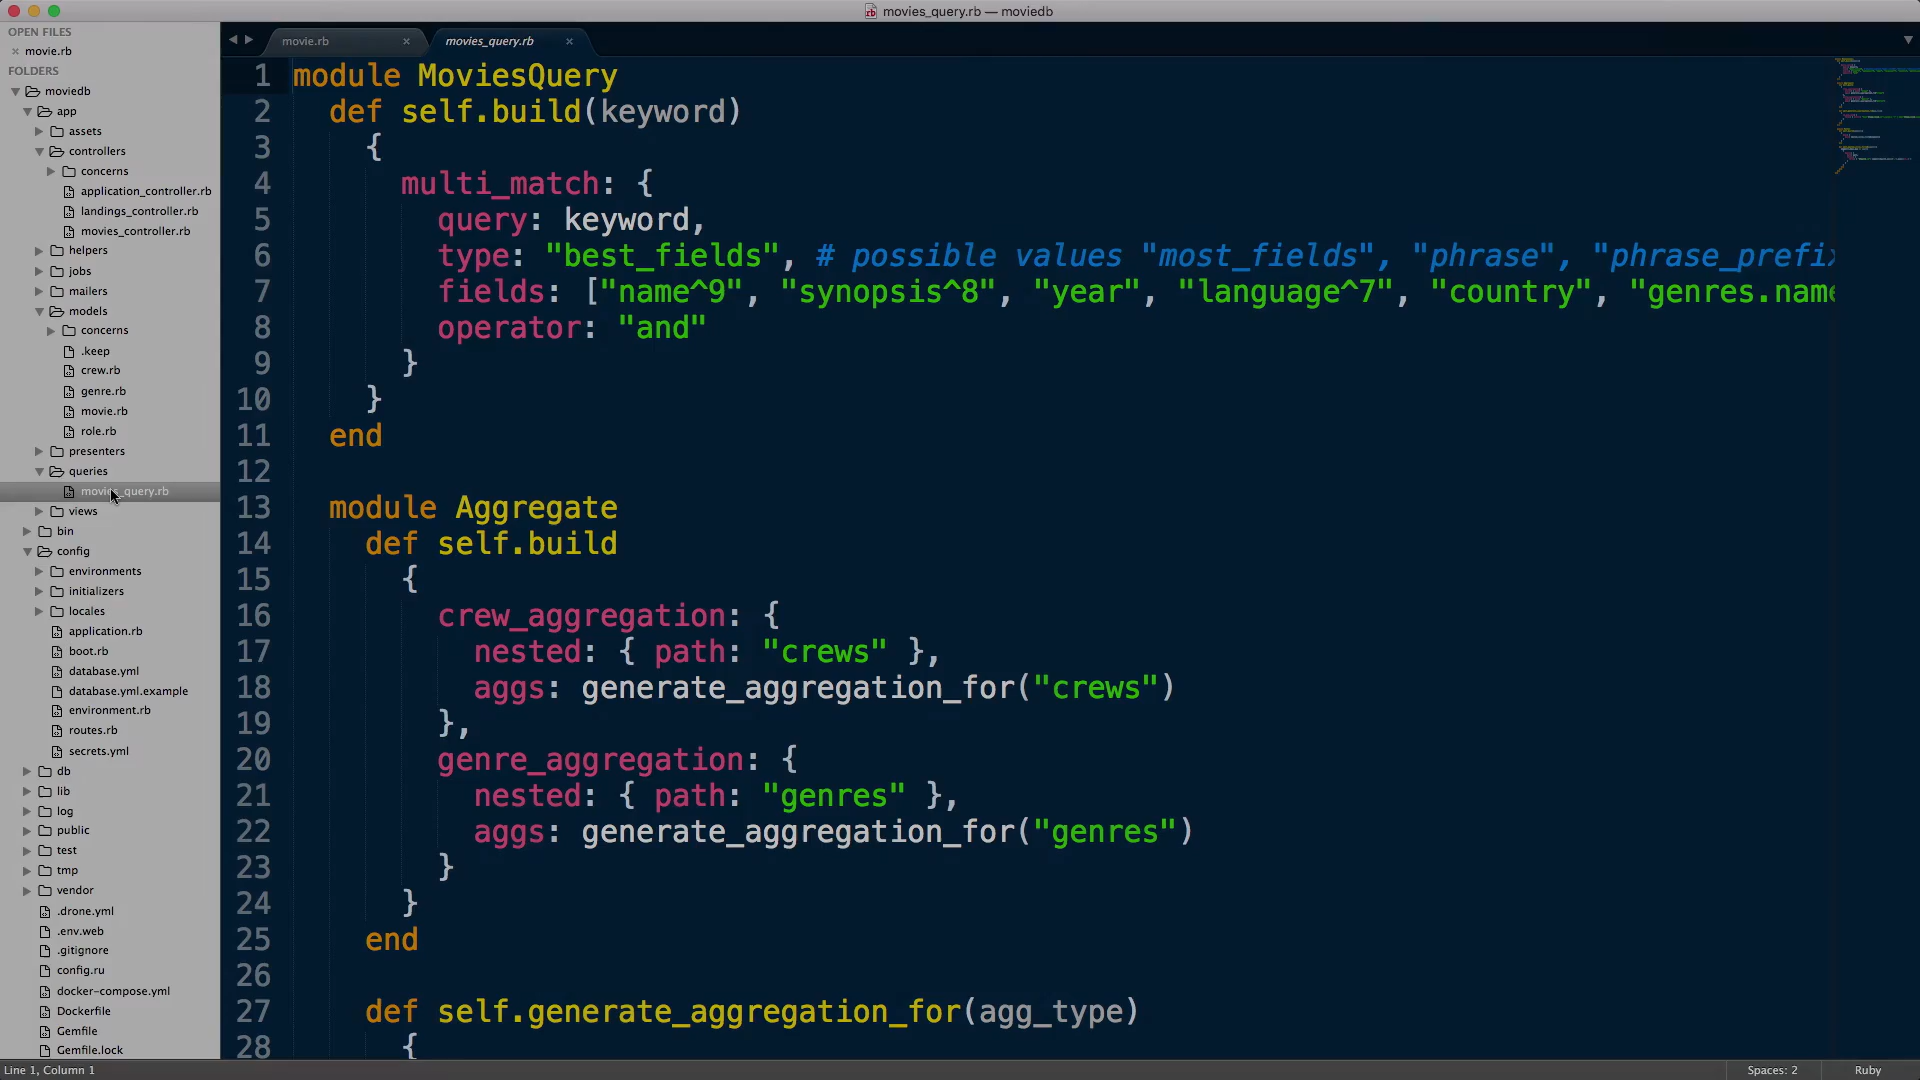 movies_query.rb — moviedb
OPEN FILES
movie.rb
FOLDERS
moviedb
app
assets
controllers
concerns
application_controller.rb
landings_controller.rb
movies_controller.rb
helpers
jobs
mailers
models
concerns
.keep
crew.rb
genre.rb
movie.rb
role.rb
presenters
queries
movies_query.rb
views
bin
config
environments
initializers
locales
application.rb
boot.rb
database.yml
database.yml.example
environment.rb
routes.rb
secrets.yml
db
lib
log
public
test
tmp
vendor
.drone.yml
.env.web
.gitignore
config.ru
docker-compose.yml
Dockerfile
Gemfile
Gemfile.lock
movie.rb
movies_query.rb
1 module MoviesQuery
2 def self.build(keyword)
3 {
4 multi_match: {
5 query: keyword,
6 type: "best_fields", # possible values "most_fields", "phrase", "phrase_prefix
7 fields: ["name^9", "synopsis^8", "year", "language^7", "country", "genres.name
8 operator: "and"
9 }
10 }
11 end
12
13 module Aggregate
14 def self.build
15 {
16 crew_aggregation: {
17 nested: { path: "crews" },
18 aggs: generate_aggregation_for("crews")
19 },
20 genre_aggregation: {
21 nested: { path: "genres" },
22 aggs: generate_aggregation_for("genres")
23 }
24 }
25 end
26
27 def self.generate_aggregation_for(agg_type)
28 {
Line 1, Column 1
Spaces: 2
Ruby